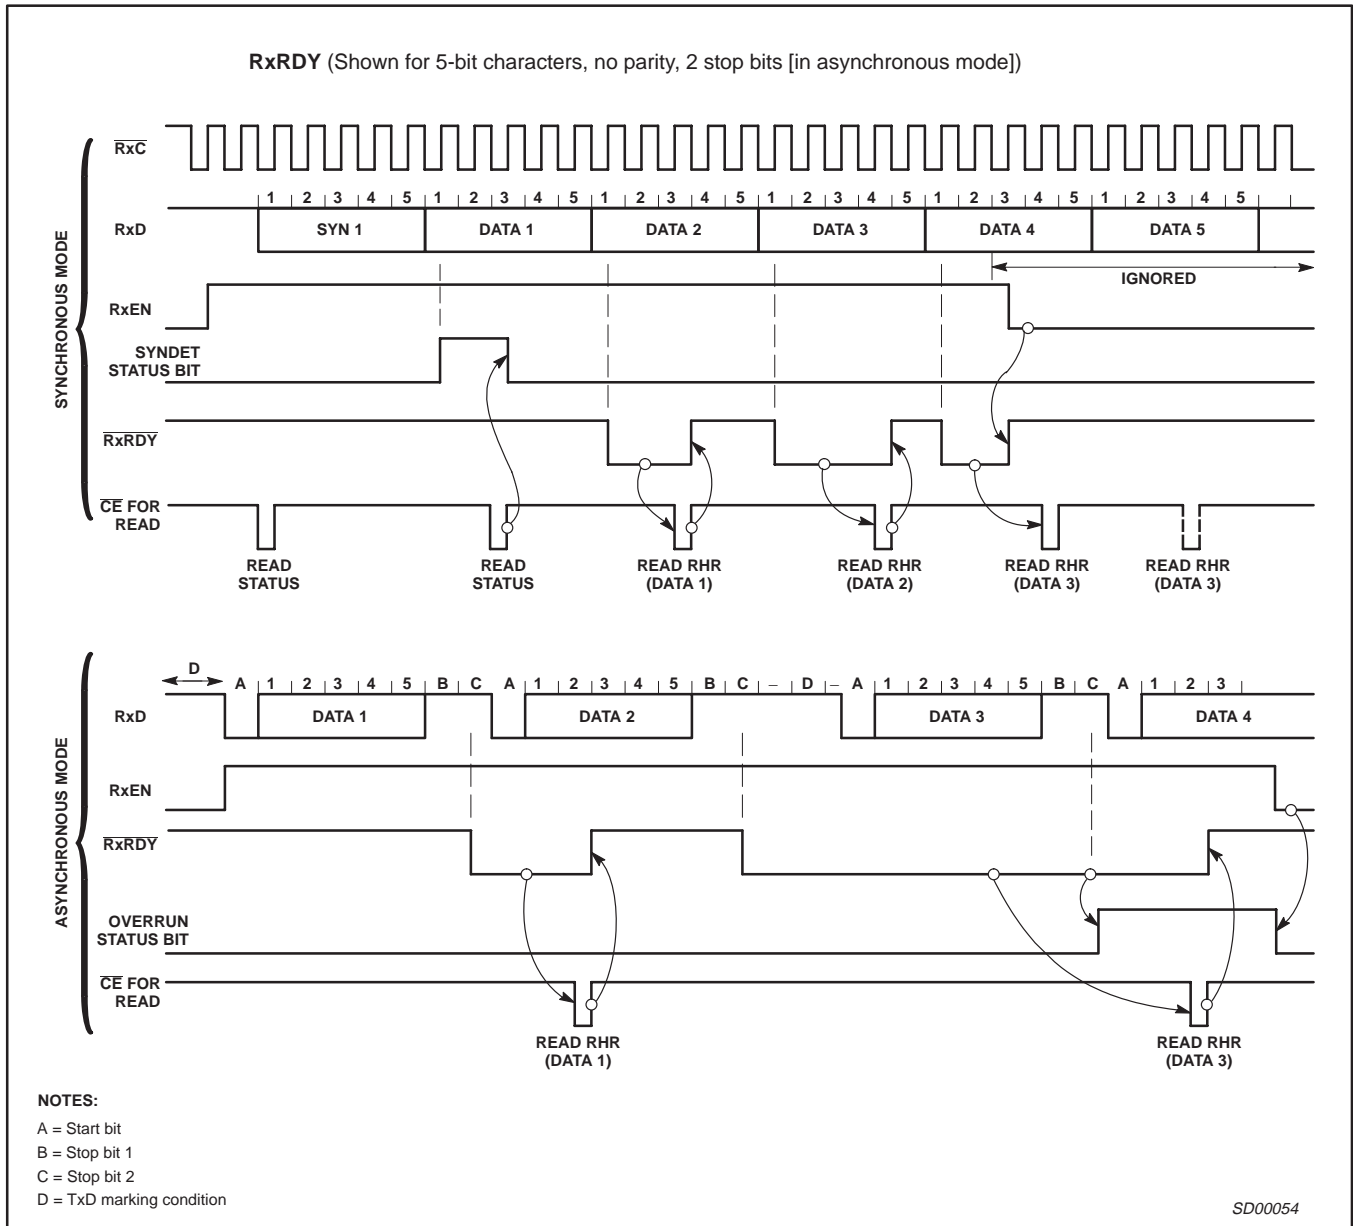 RxRDY (Shown for 5-bit characters, no parity, 2 stop bits [in asynchronous mode])
SYNCHRONOUS MODE
RxC
1 2 3 4 5 1 2 3 4 5 1 2 3 4 5 1 2 3 4 5 1 2 3 4 5 1 2 3 4 5
RxD SYN 1 DATA 1 DATA 2 DATA 3 DATA 4 DATA 5
IGNORED
RxEN
SYNDET
STATUS BIT
RxRDY
CE FOR
READ
READ
STATUS
READ
STATUS
READ RHR
(DATA 1)
READ RHR
(DATA 2)
READ RHR
(DATA 3)
READ RHR
(DATA 3)
ASYNCHRONOUS MODE
D
A 1 2 3 4 5 B C A 1 2 3 4 5 B C – D – A 1 2 3 4 5 B C A 1 2 3
RxD DATA 1 DATA 2 DATA 3 DATA 4
RxEN
RxRDY
OVERRUN
STATUS BIT
CE FOR
READ
READ RHR
(DATA 1)
READ RHR
(DATA 3)
NOTES:
A = Start bit
B = Stop bit 1
C = Stop bit 2
D = TxD marking condition
SD00054